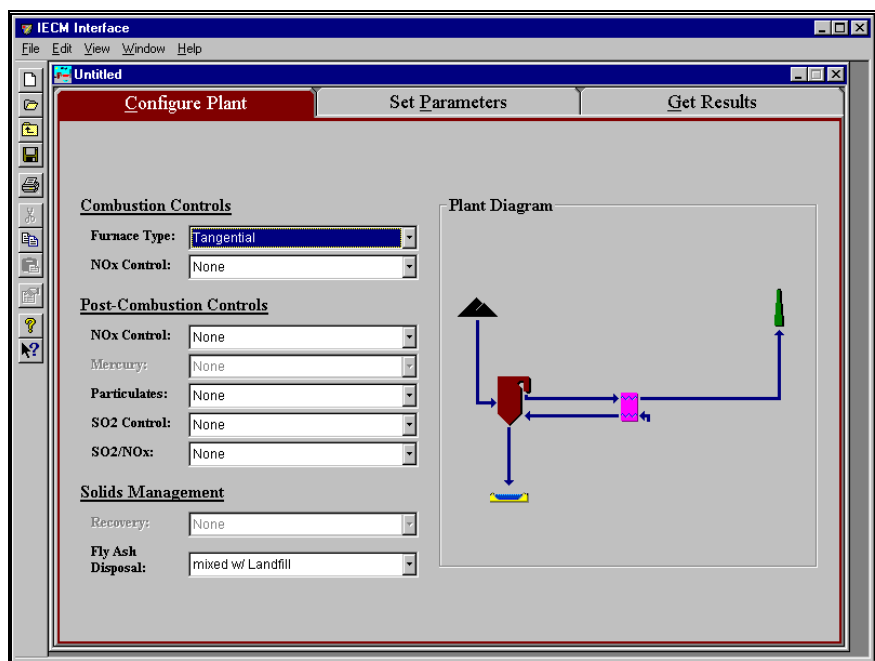 IECM Interface
File Edit View Window Help
Untitled
Configure Plant Set Parameters Get Results
Combustion Controls
Furnace Type: Tangential
NOx Control: None
Post-Combustion Controls
NOx Control: None
Mercury: None
Particulates: None
SO2 Control: None
SO2/NOx: None
Solids Management
Recovery: None
Fly Ash
Disposal: mixed w/ Landfill
Plant Diagram